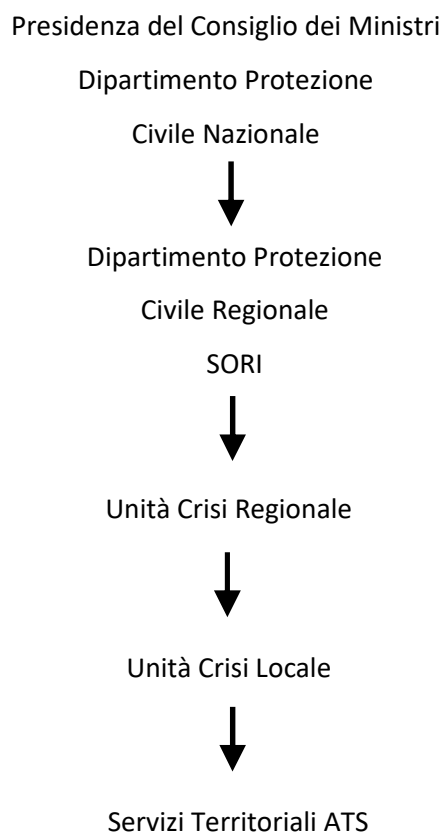 Presidenza del Consiglio dei Ministri
Dipartimento Protezione
Civile Nazionale
Dipartimento Protezione
Civile Regionale
SORI
Unità Crisi Regionale
Unità Crisi Locale
Servizi Territoriali ATS